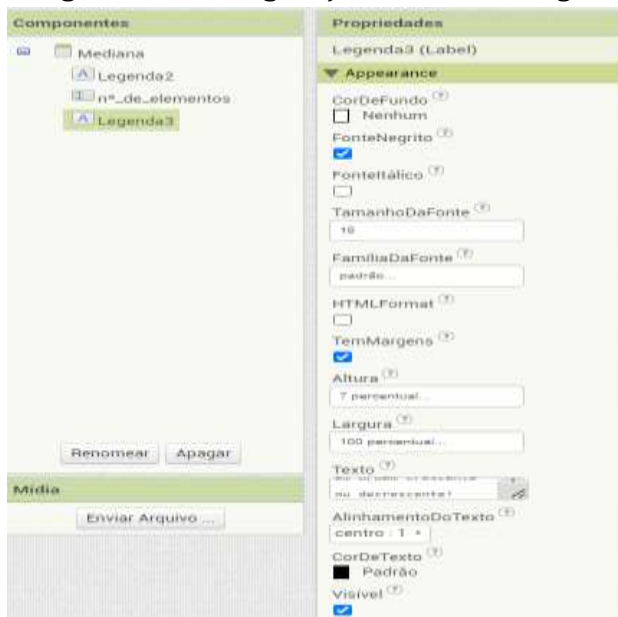 Componentes
Mediana
Legenda2
nº_de_elementos
Legenda3
Renomear Apagar
Mídia
Enviar Arquivo ...
Propriedades
Legenda3 (Label)
Appearance
CorDeFundo
Nenhum
FonteNegrito
FonteItálico
TamanhoDaFonte
FamíliaDaFonte
padrão...
HTMLFormat
TemMargens
Altura
7 percentual...
Largura
100 percentual...
Texto
ou decrescente!
AlinhamentoDoTexto
centro : 1
CorDeTexto
Padrão
Visível